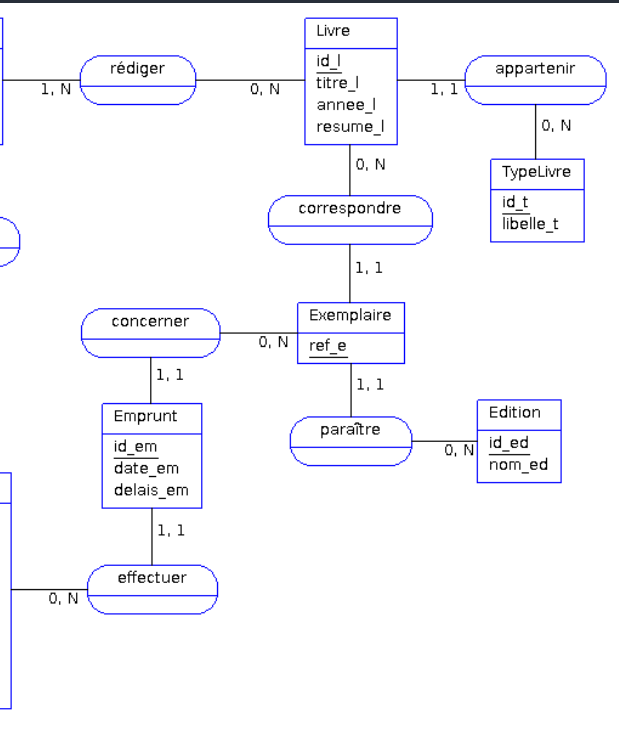 Livre
id_l
titre_l
annee_l
resume_l
rédiger
1, N
0, N
appartenir
1, 1
0, N
TypeLivre
id_t
libelle_t
0, N
correspondre
1, 1
Exemplaire
ref_e
concerner
0, N
1, 1
1, 1
Emprunt
id_em
date_em
delais_em
paraître
0, N
Edition
id_ed
nom_ed
1, 1
effectuer
0, N